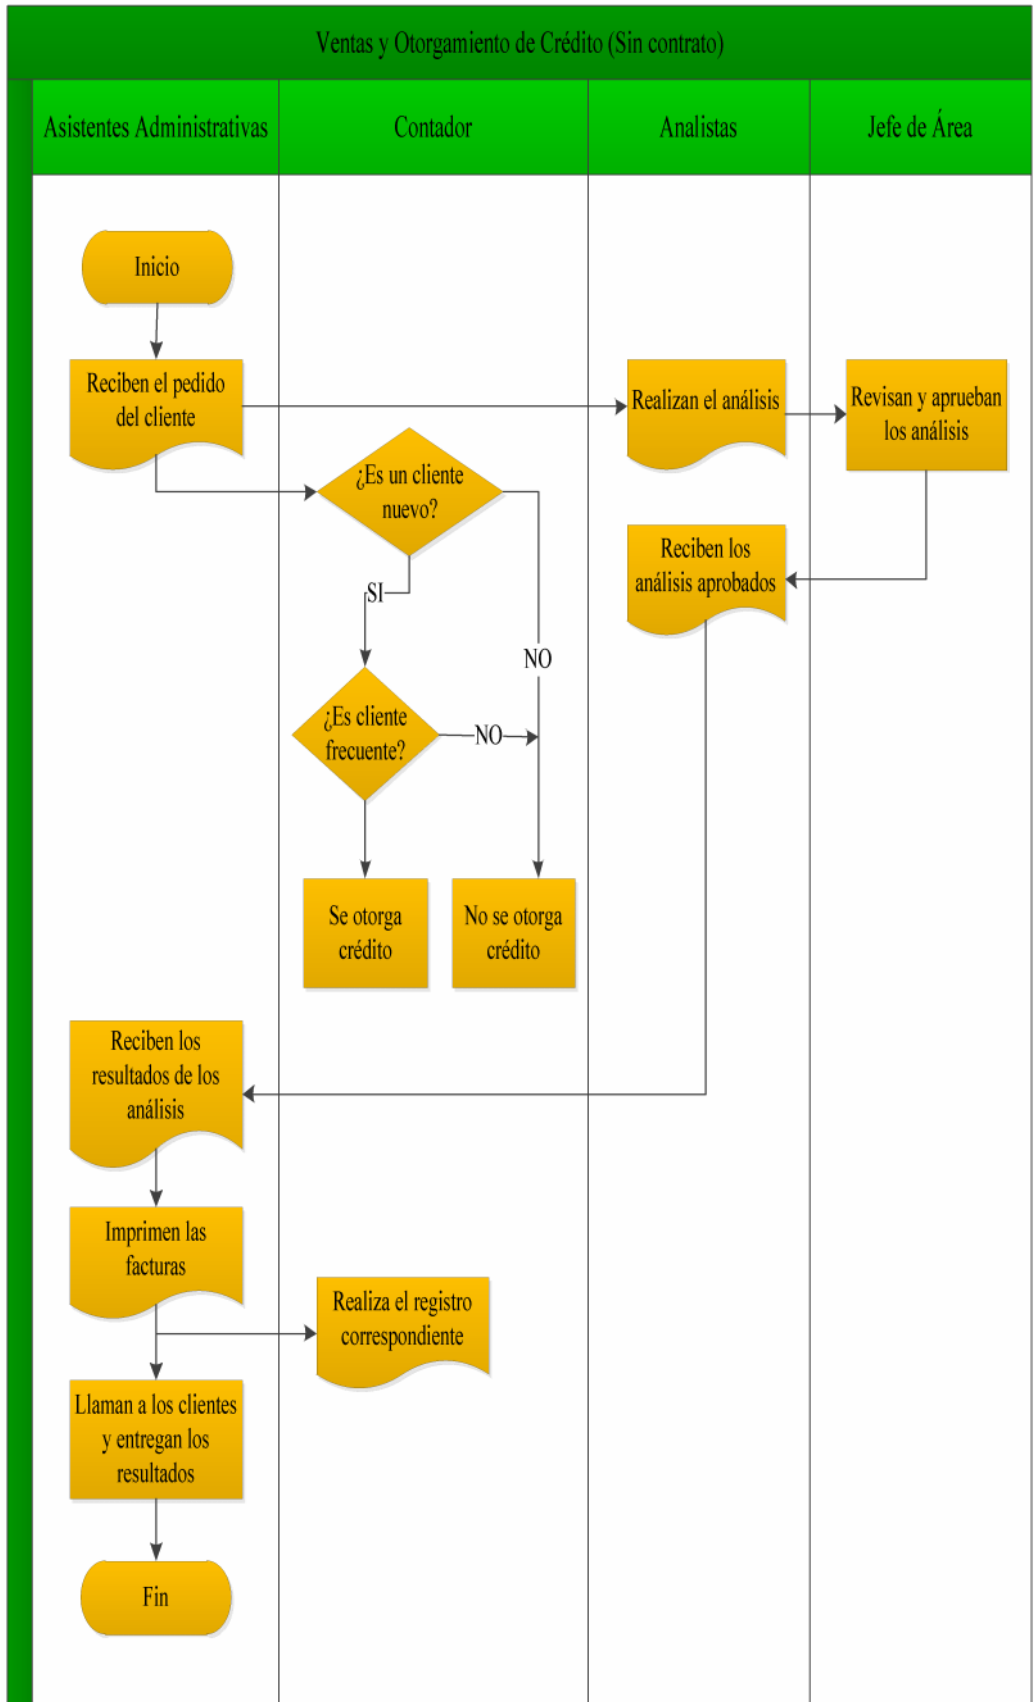 Ventas y Otorgamiento de Crédito (Sin contrato)
Asistentes Administrativas
Contador
Analistas
Jefe de Área
Inicio
Reciben el pedido
del cliente
Realizan el análisis
Revisan y aprueban
los análisis
¿Es un cliente
nuevo?
Reciben los
análisis aprobados
SI
NO
¿Es cliente
frecuente?
NO
Se otorga
crédito
No se otorga
crédito
Reciben los
resultados de los
análisis
Imprimen las
facturas
Realiza el registro
correspondiente
Llaman a los clientes
y entregan los
resultados
Fin